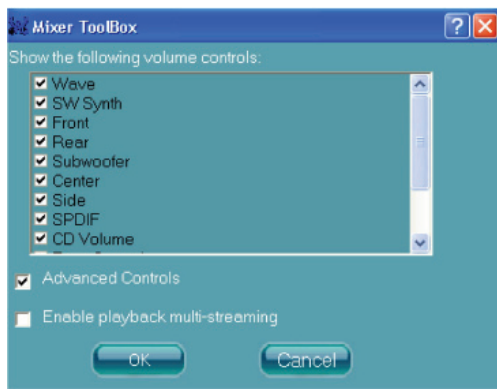 Mixer ToolBox
Show the following volume controls:
Wave
SW Synth
Front
Rear
Subwoofer
Center
Side
SPDIF
CD Volume
Advanced Controls
Enable playback multi-streaming
OK
Cancel